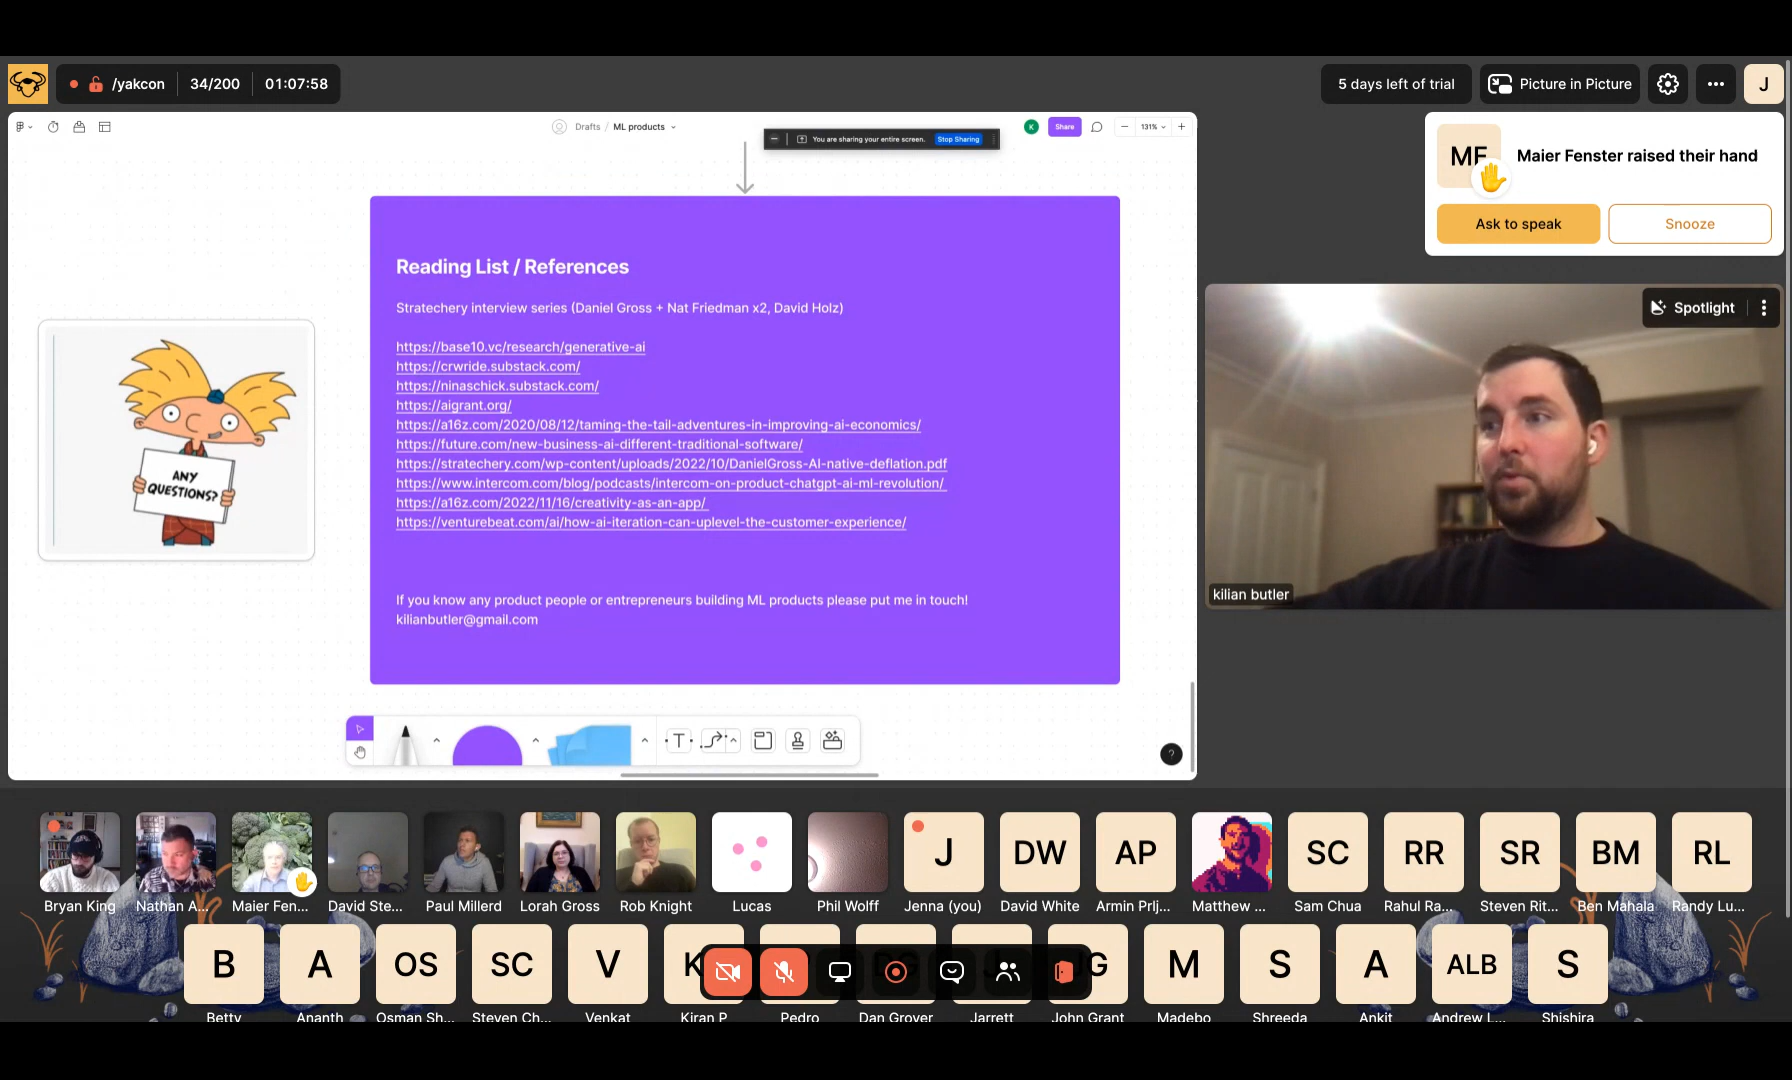 /yakcon
34/200
01:07:58
5 days left of trial
Picture in Picture
J
Drafts / ML products
You are sharing your entire screen.
Stop Sharing
K
Share
131%
MF
Maier Fenster raised their hand
Ask to speak
Snooze
Reading List / References
Stratechery interview series (Daniel Gross + Nat Friedman x2, David Holz)
https://base10.vc/research/generative-ai
https://crwride.substack.com/
https://ninaschick.substack.com/
https://aigrant.org/
https://a16z.com/2020/08/12/taming-the-tail-adventures-in-improving-ai-economics/
https://future.com/new-business-ai-different-traditional-software/
https://stratechery.com/wp-content/uploads/2022/10/DanielGross-AI-native-deflation.pdf
https://www.intercom.com/blog/podcasts/intercom-on-product-chatgpt-ai-ml-revolution/
https://a16z.com/2022/11/16/creativity-as-an-app/
https://venturebeat.com/ai/how-ai-iteration-can-uplevel-the-customer-experience/
If you know any product people or entrepreneurs building ML products please put me in touch!
kilianbutler@gmail.com
ANY
QUESTIONS?
Spotlight
kilian butler
T
?
J
DW
AP
SC
RR
SR
BM
RL
Bryan King
Nathan A...
Maier Fen...
David Ste...
Paul Millerd
Lorah Gross
Rob Knight
Lucas
Phil Wolff
Jenna (you)
David White
Armin Prlj...
Matthew ...
Sam Chua
Rahul Ra...
Steven Rit...
Ben Mahala
Randy Lu...
B
A
OS
SC
V
K
G
M
S
A
ALB
S
Betty
Ananth
Osman Sh...
Steven Ch...
Venkat
Kiran P
Pedro
Dan Grover
Jarrett
John Grant
Madebo
Shreeda
Ankit
Andrew L...
Shishira